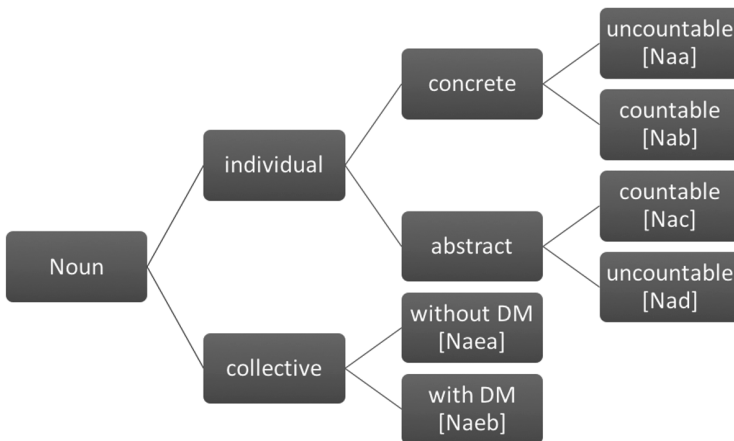 Noun
individual
collective
concrete
abstract
without DM
[Naea]
with DM
[Naeb]
uncountable
[Naa]
countable
[Nab]
countable
[Nac]
uncountable
[Nad]